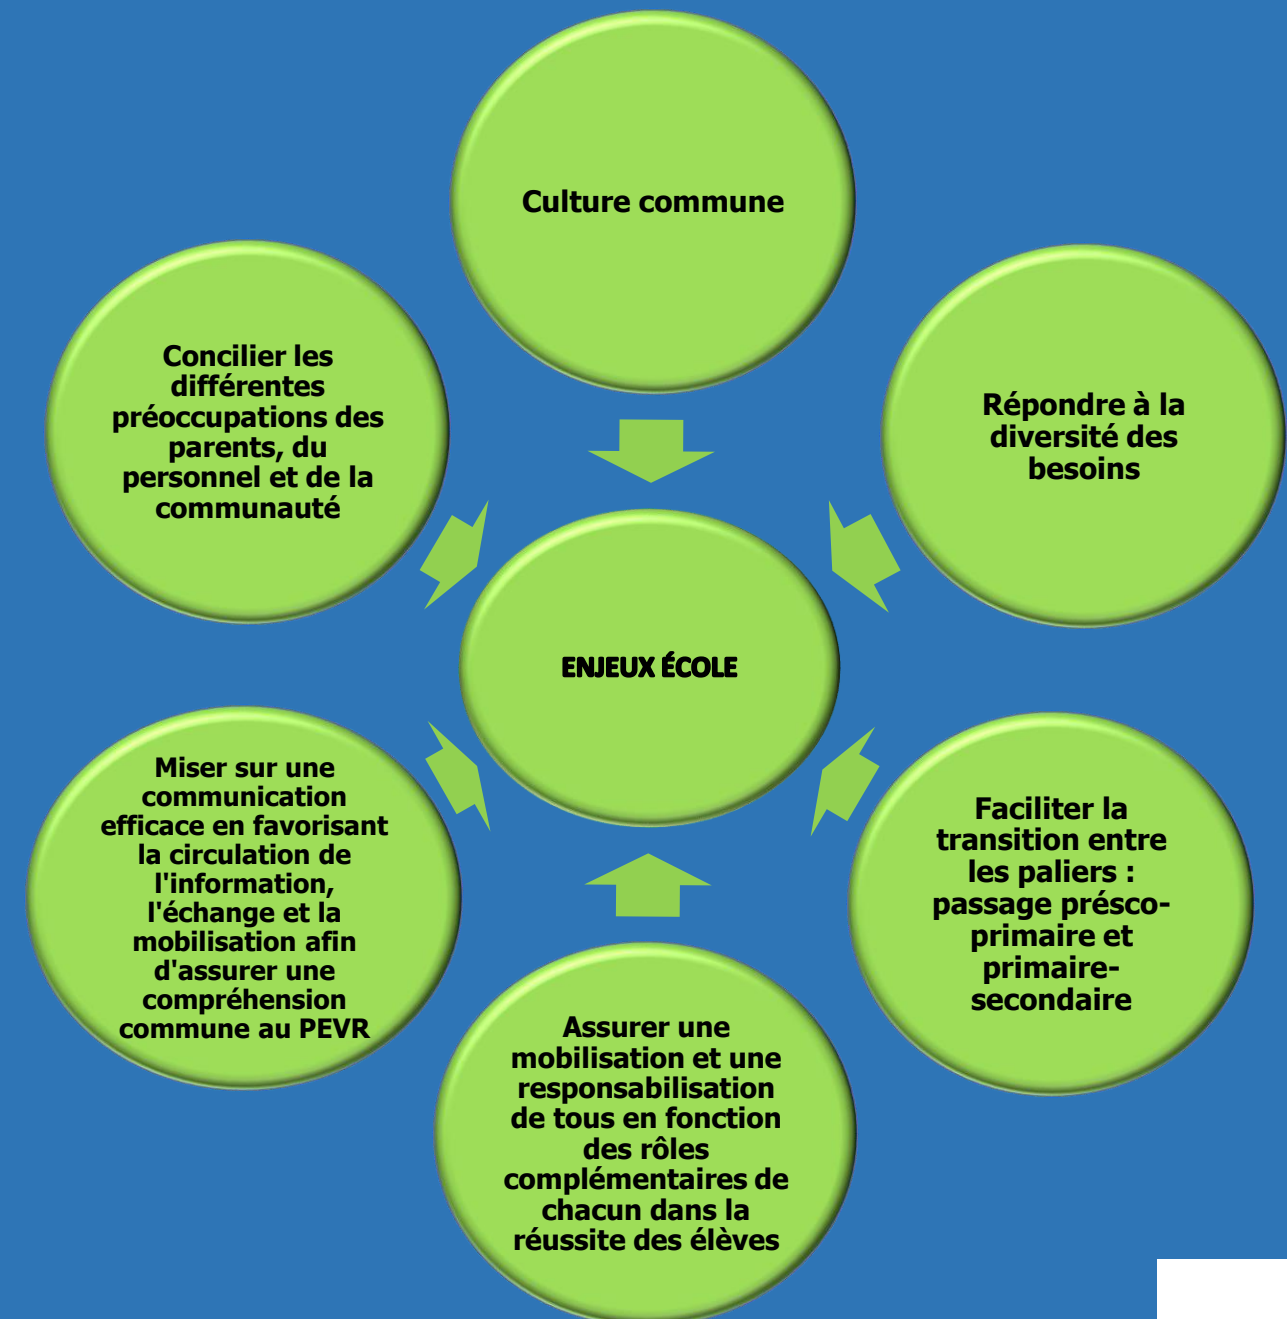 Culture commune
Concilier les
différentes
préoccupations des
parents, du
personnel et de la
communauté
Répondre à la
diversité des
besoins
ENJEUX ÉCOLE
Miser sur une
communication
efficace en favorisant
la circulation de
l'information,
l'échange et la
mobilisation afin
d'assurer une
compréhension
commune au PEVR
Faciliter la
transition entre
les paliers :
passage présco-
primaire et
primaire-
secondaire
Assurer une
mobilisation et une
responsabilisation
de tous en fonction
des rôles
complémentaires de
chacun dans la
réussite des élèves